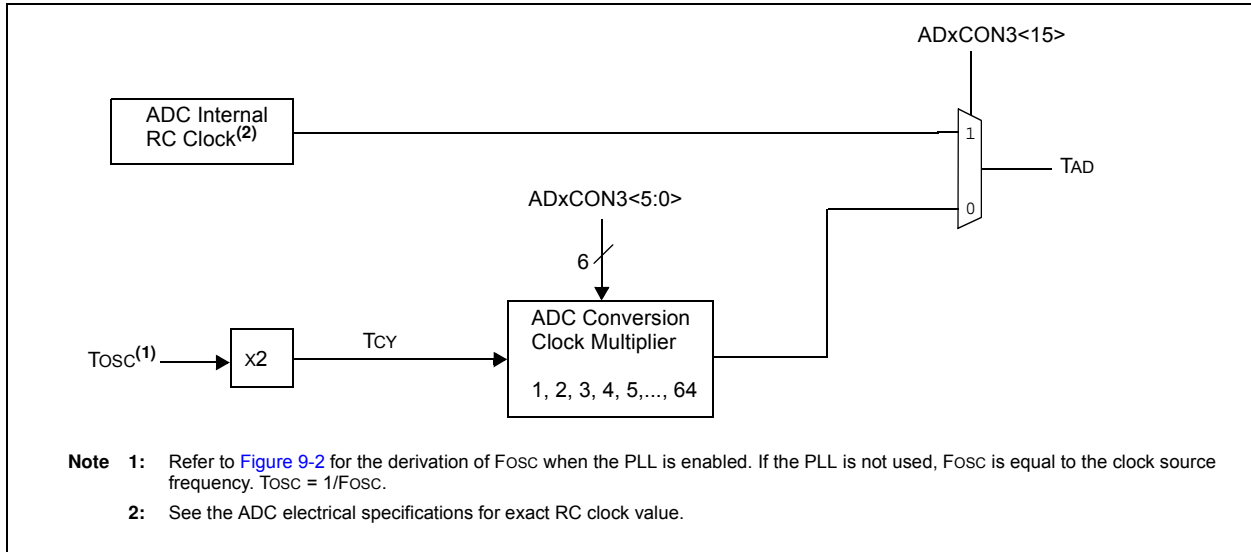 ADxCON3<15>
ADC Internal
RC Clock(2)
1
TAD
ADxCON3<5:0>
0
6
ADC Conversion
Clock Multiplier
TOSC(1)
X2
TCY
1, 2, 3, 4, 5,..., 64
Note 1: Refer to Figure 9-2 for the derivation of FOSC when the PLL is enabled. If the PLL is not used, FOSC is equal to the clock source
frequency. TOSC = 1/FOSC.
2: See the ADC electrical specifications for exact RC clock value.